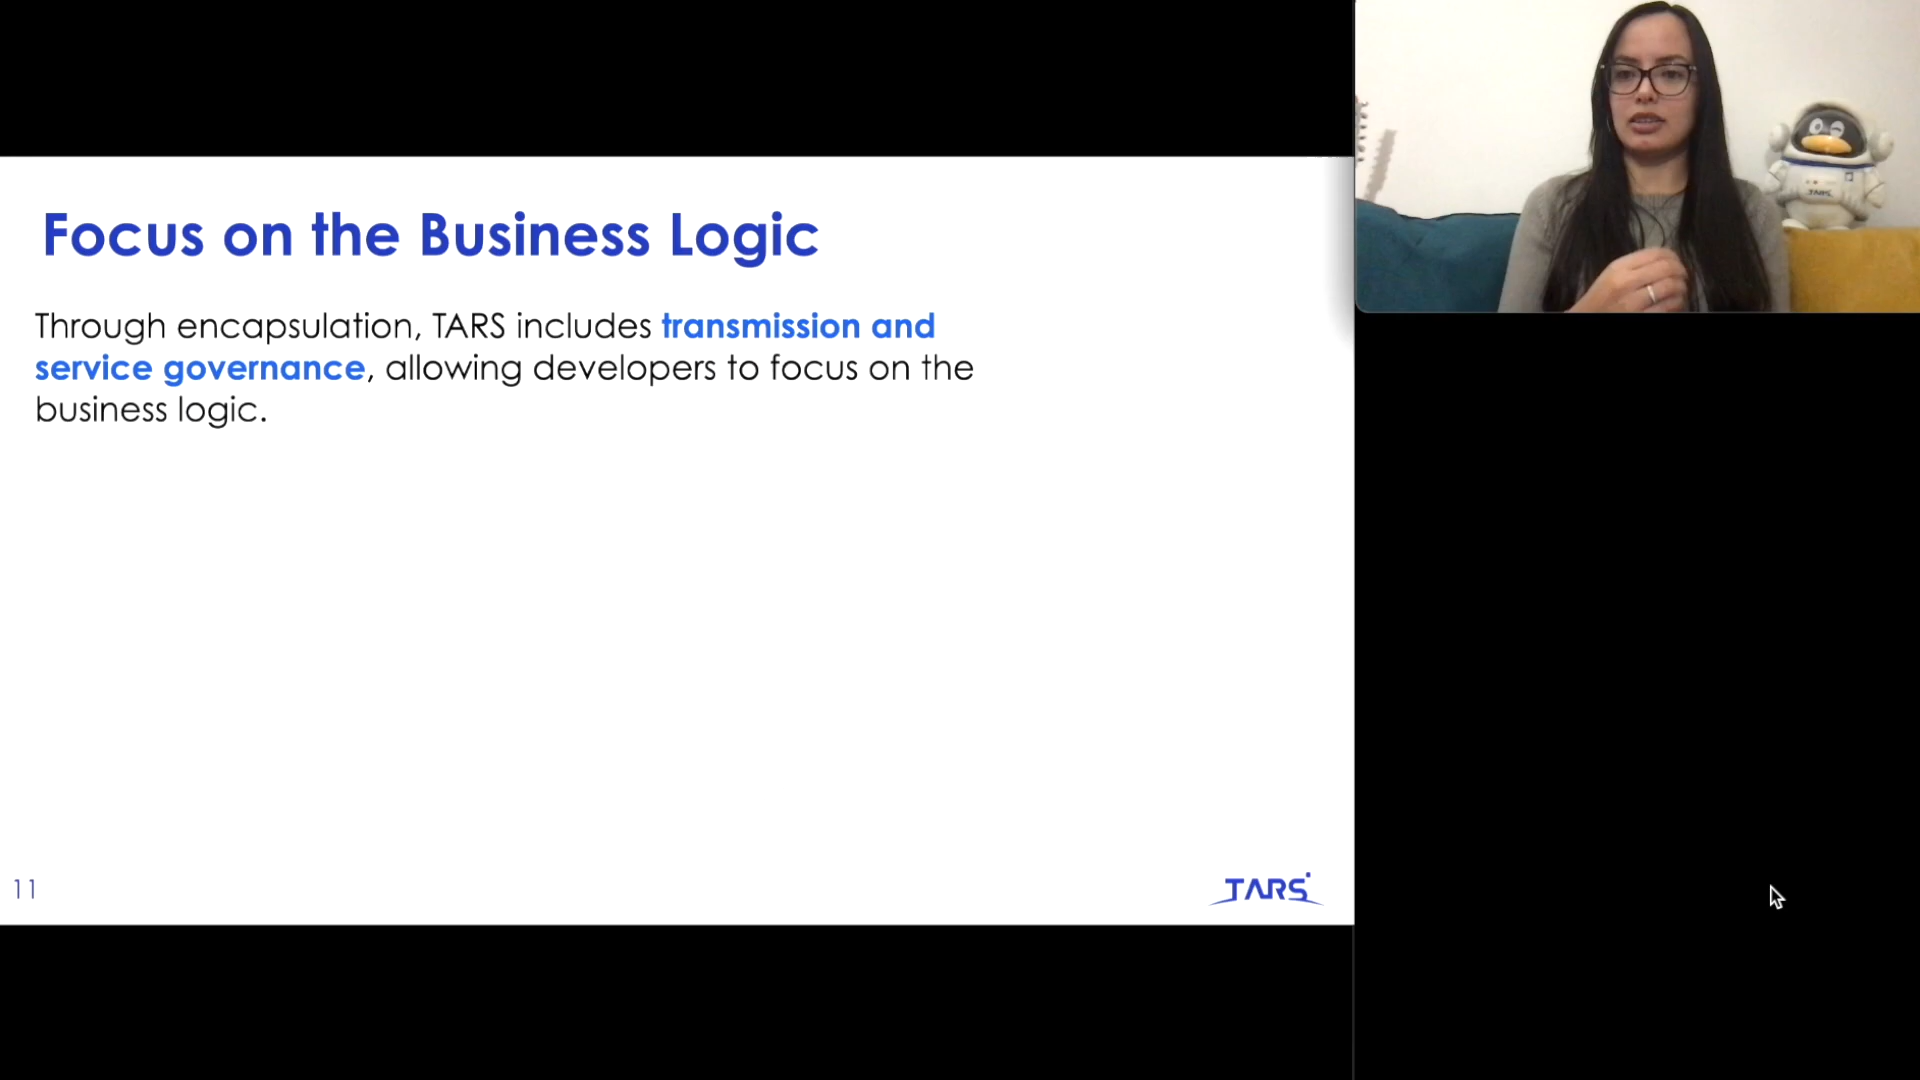 Focus on the Business Logic
Through encapsulation, TARS includes transmission and
service governance, allowing developers to focus on the
business logic.
11
TARS
TARS